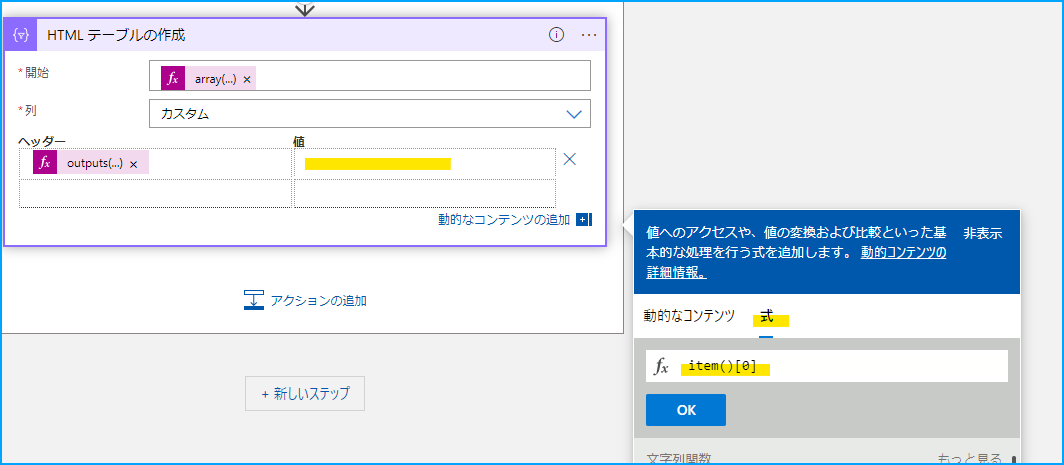 HTML テーブルの作成
*開始
fx array(...) ×
*列
カスタム
ヘッダー 値
fx outputs(...) ×
動的なコンテンツの追加
アクションの追加
+ 新しいステップ
値へのアクセスや、値の変換および比較といった基
本的な処理を行う式を追加します。 動的コンテンツの
詳細情報。
非表示
動的なコンテンツ 式
fx item()[0]
OK
文字列関数 もっと見る